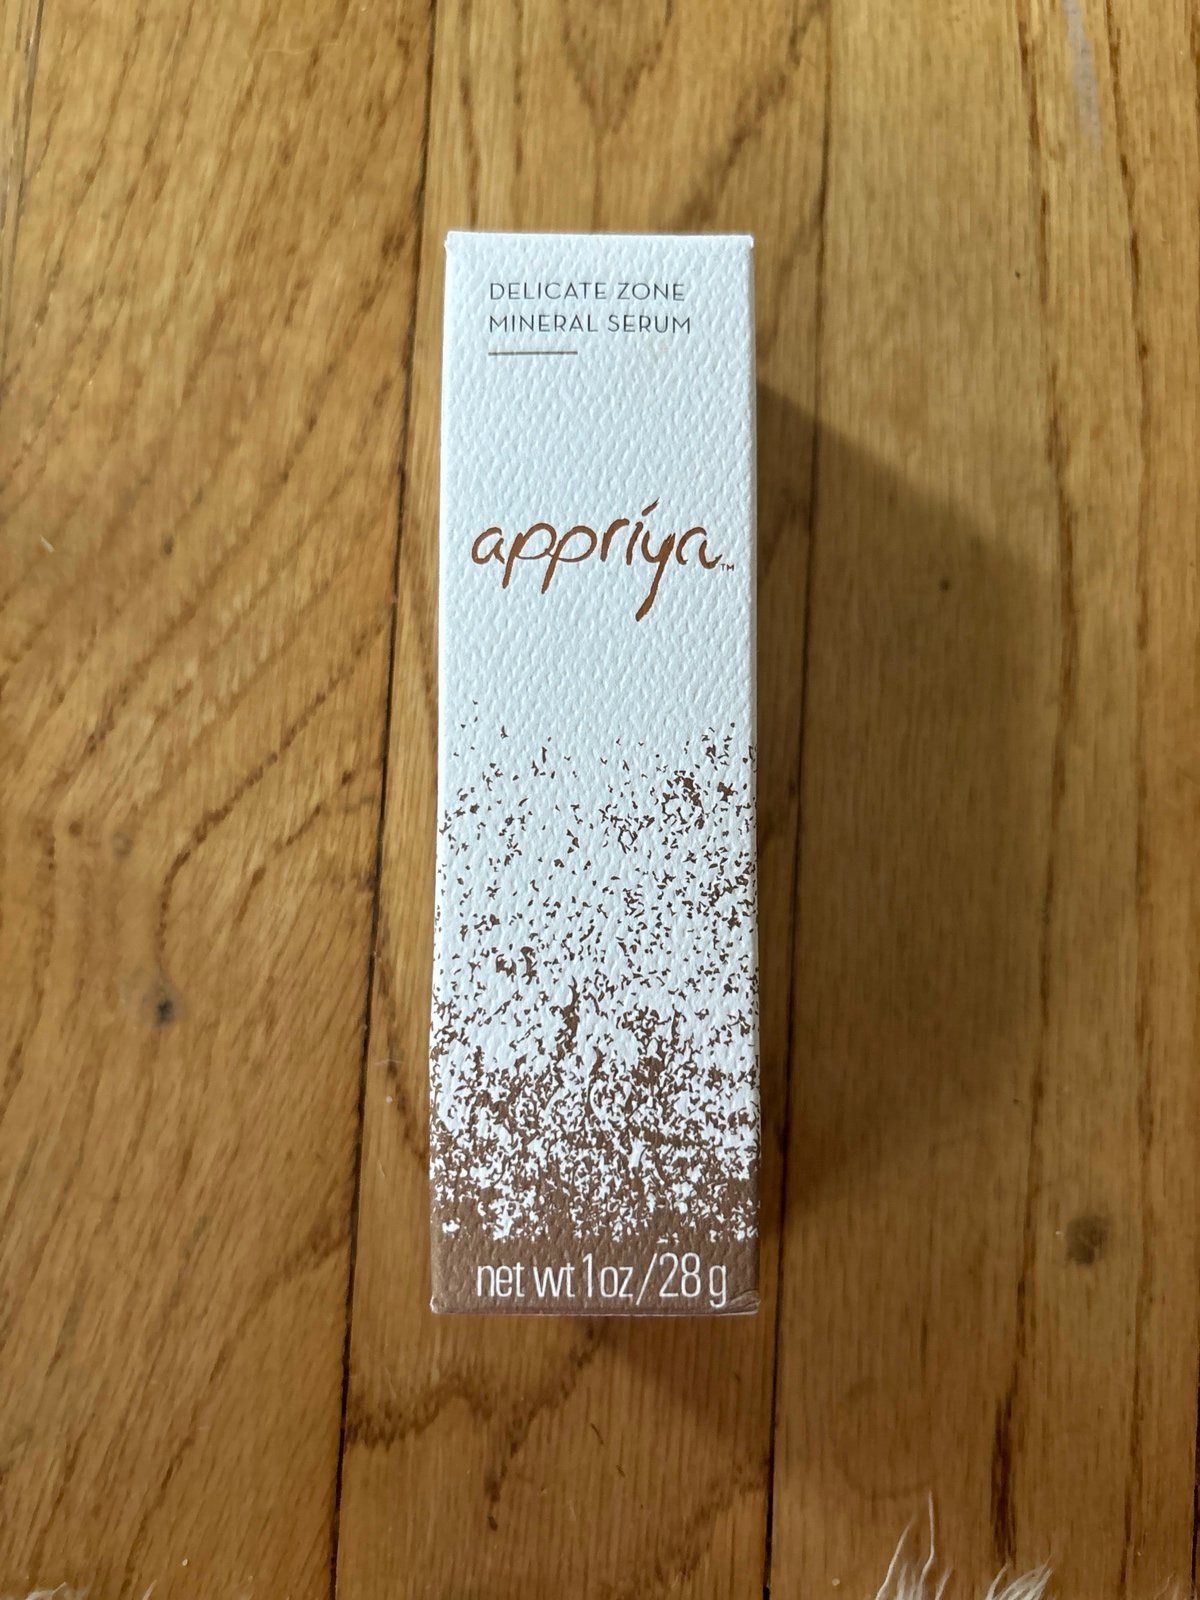 DELICATE ZONE
MINERAL SERUM
appriya™
net wt 1 oz/28 g